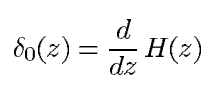 δ₀(z) = d/dz H(z)